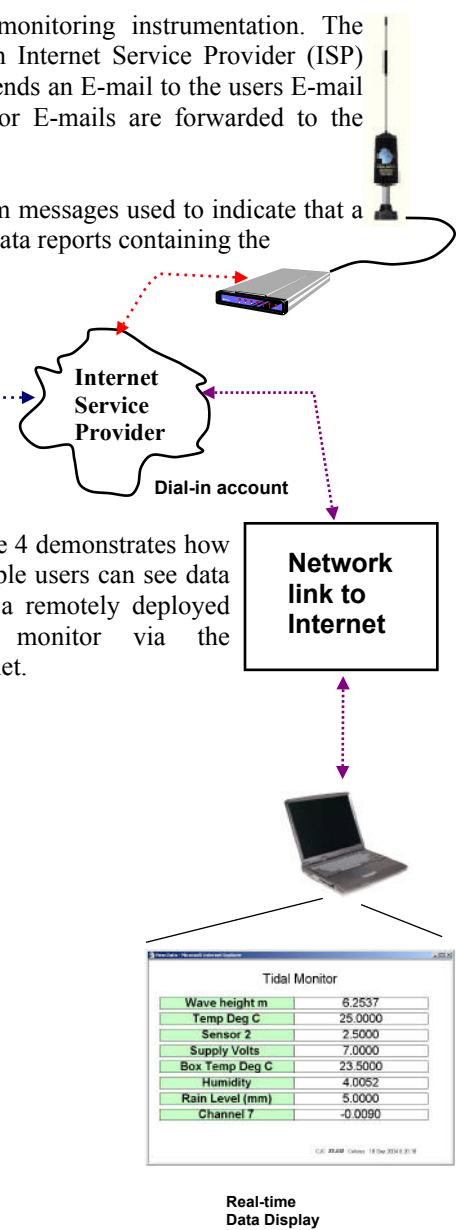 monitoring instrumentation. The
Internet Service Provider (ISP)
ends an E-mail to the users E-mail
or E-mails are forwarded to the
messages used to indicate that a
ata reports containing the
Internet
Service
Provider
Dial-in account
e 4 demonstrates how
ple users can see data
a remotely deployed
monitor via the
et.
Network
link to
Internet
Tidal Monitor
Wave height m 6.2537
Temp Deg C 25.0000
Sensor 2 2.5000
Supply Volts 7.0000
Box Temp Deg C 23.5000
Humidity 4.0052
Rain Level (mm) 5.0000
Channel 7 -0.0090
Real-time
Data Display